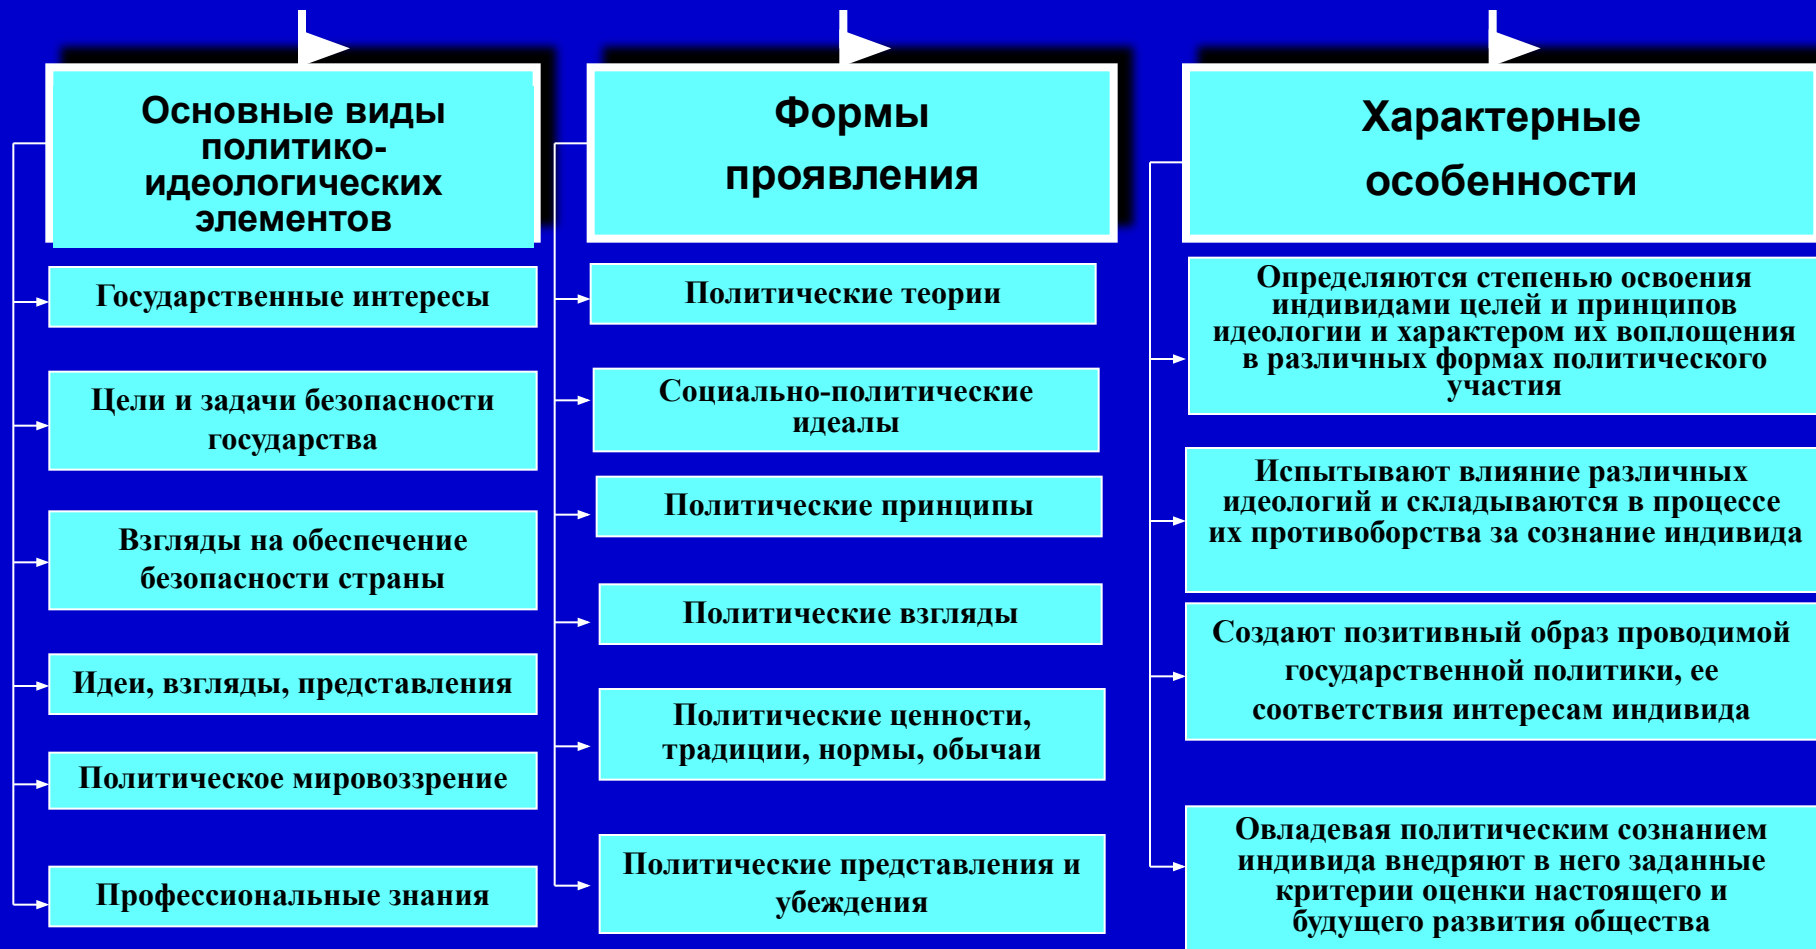 Основные виды
политико-
идеологических
элементов
Государственные интересы
Цели и задачи безопасности
государства
Взгляды на обеспечение
безопасности страны
Идеи, взгляды, представления
Политическое мировоззрение
Профессиональные знания
Формы
проявления
Политические теории
Социально-политические
идеалы
Политические принципы
Политические взгляды
Политические ценности,
традиции, нормы, обычаи
Политические представления и
убеждения
Характерные
особенности
Определяются степенью освоения
индивидами целей и принципов
идеологии и характером их воплощения
в различных формах политического
участия
Испытывают влияние различных
идеологий и складываются в процессе
их противоборства за сознание индивида
Создают позитивный образ проводимой
государственной политики, ее
соответствия интересам индивида
Овладевая политическим сознанием
индивида внедряют в него заданные
критерии оценки настоящего и
будущего развития общества